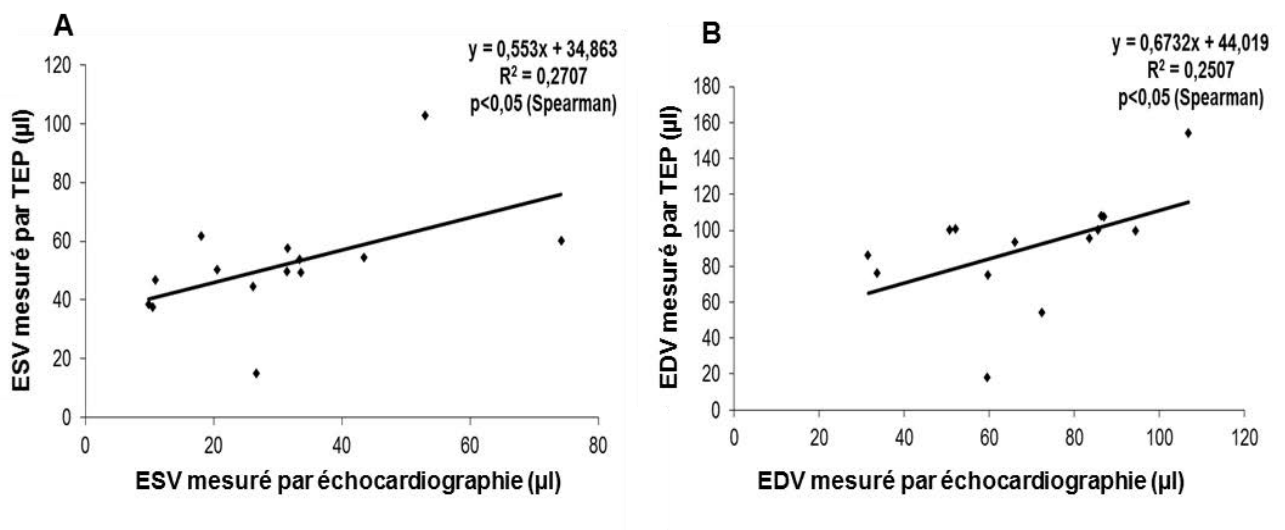 A
y = 0,553x + 34,863
R² = 0,2707
p<0,05 (Spearman)
ESV mesuré par TEP (µl)
120
100
80
60
40
20
0
0 20 40 60 80
ESV mesuré par échocardiographie (µl)
B
y = 0,6732x + 44,019
R² = 0,2507
p<0,05 (Spearman)
EDV mesuré par TEP (µl)
180
160
140
120
100
80
60
40
20
0
0 20 40 60 80 100 120
EDV mesuré par échocardiographie (µl)